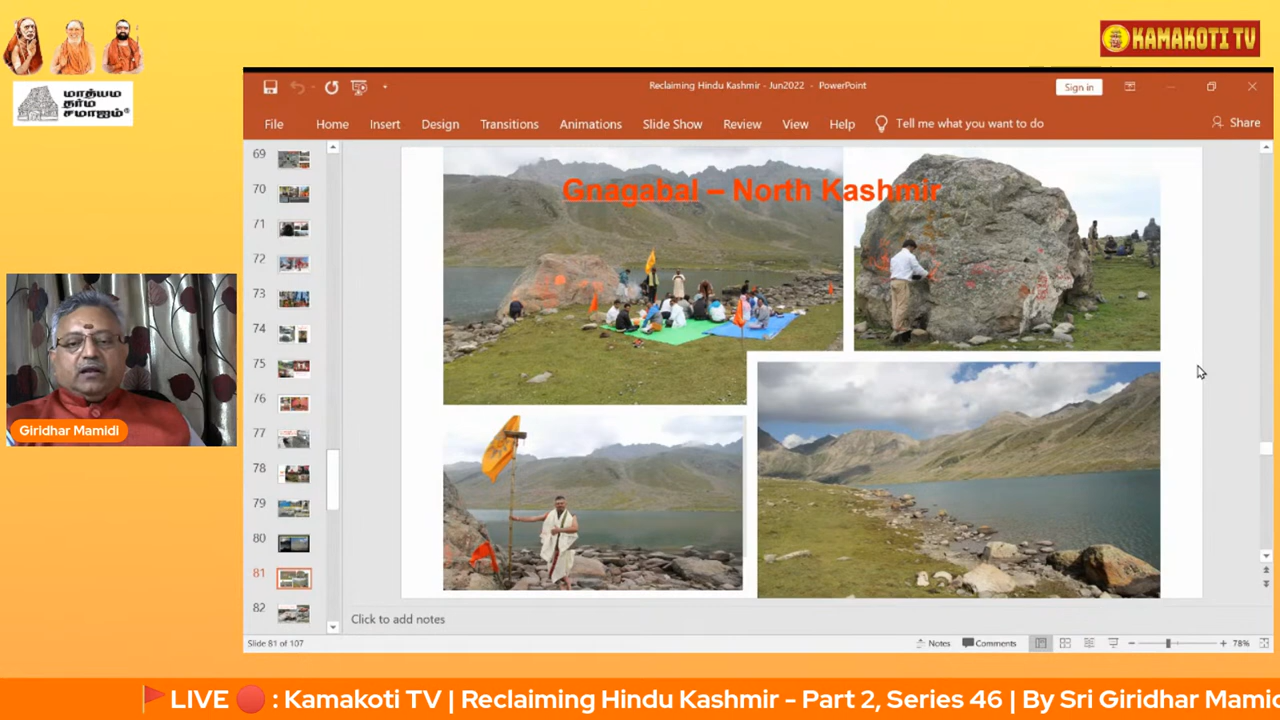 KAMAKOTI TV
மாத்யம
தர்ம
சமாஜம்®
Reclaiming Hindu Kashmir - Jun2022 - PowerPoint
Sign in
File Home Insert Design Transitions Animations Slide Show Review View Help Tell me what you want to do Share
69
70
71
72
73
74
75
76
77
78
79
80
81
82
Gnagabal – North Kashmir
Giridhar Mamidi
Click to add notes
Slide 81 of 107
Notes Comments 78%
LIVE : Kamakoti TV | Reclaiming Hindu Kashmir - Part 2, Series 46 | By Sri Giridhar Mamid